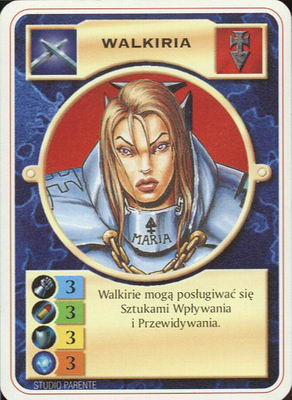 WALKIRIA
MARIA
3
3
3
3
Walkirie mogą posługiwać się
Sztukami Wpływania
i Przewidywania.
STUDIO PARENTE